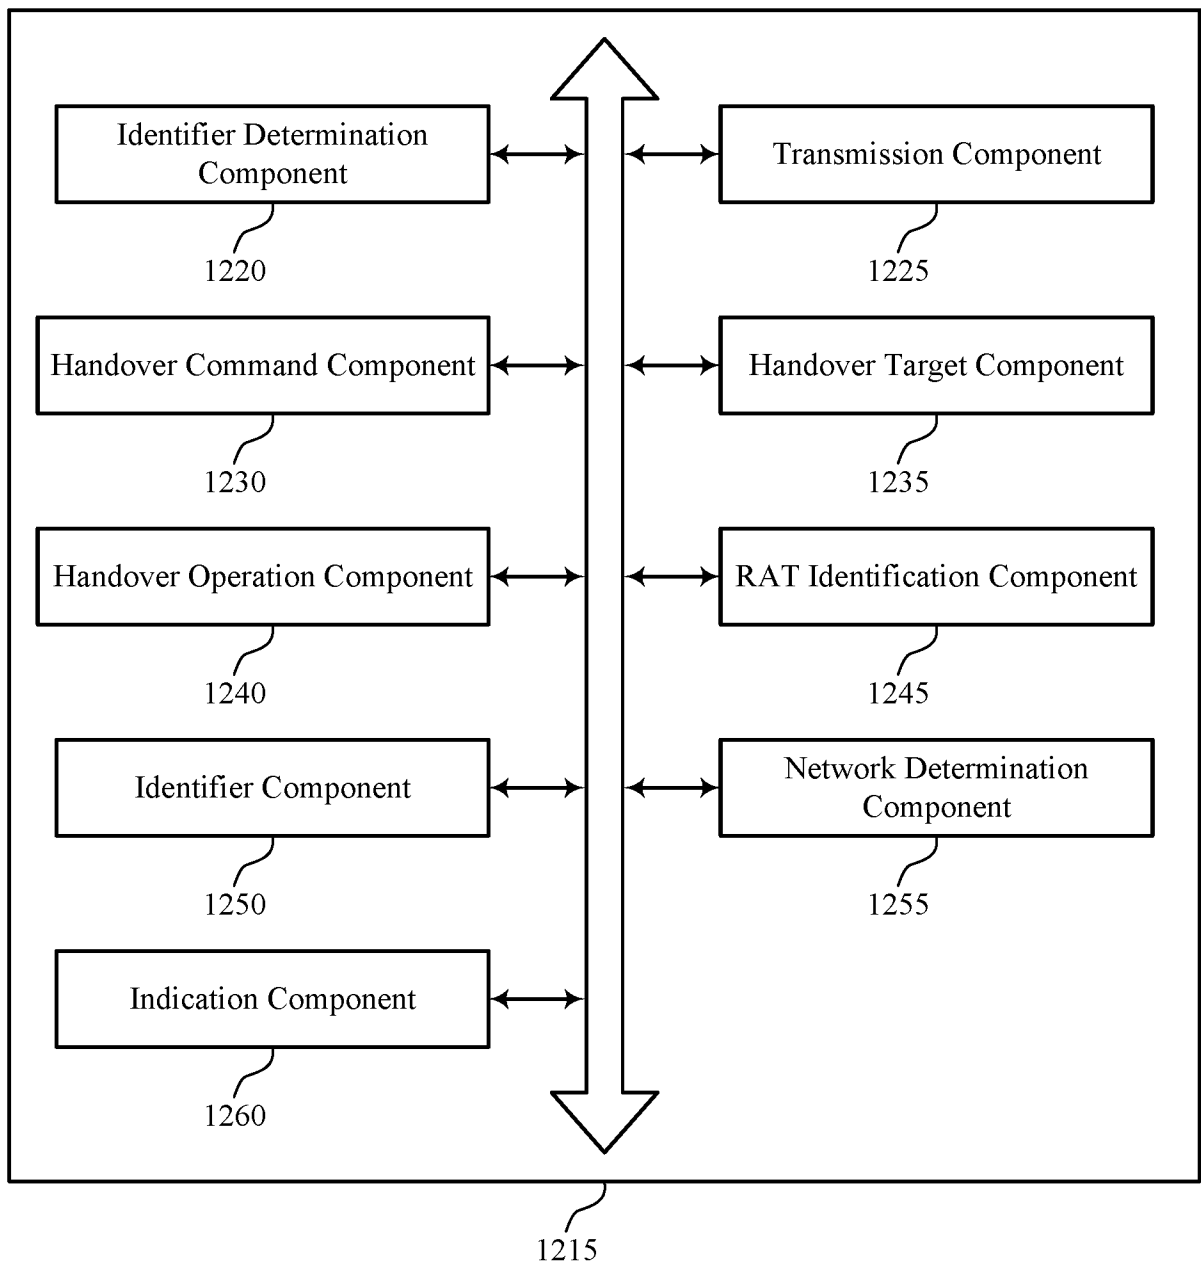 Identifier Determination
Component
1220
Transmission Component
1225
Handover Command Component
1230
Handover Target Component
1235
Handover Operation Component
1240
RAT Identification Component
1245
Identifier Component
1250
Network Determination
Component
1255
Indication Component
1260
1215